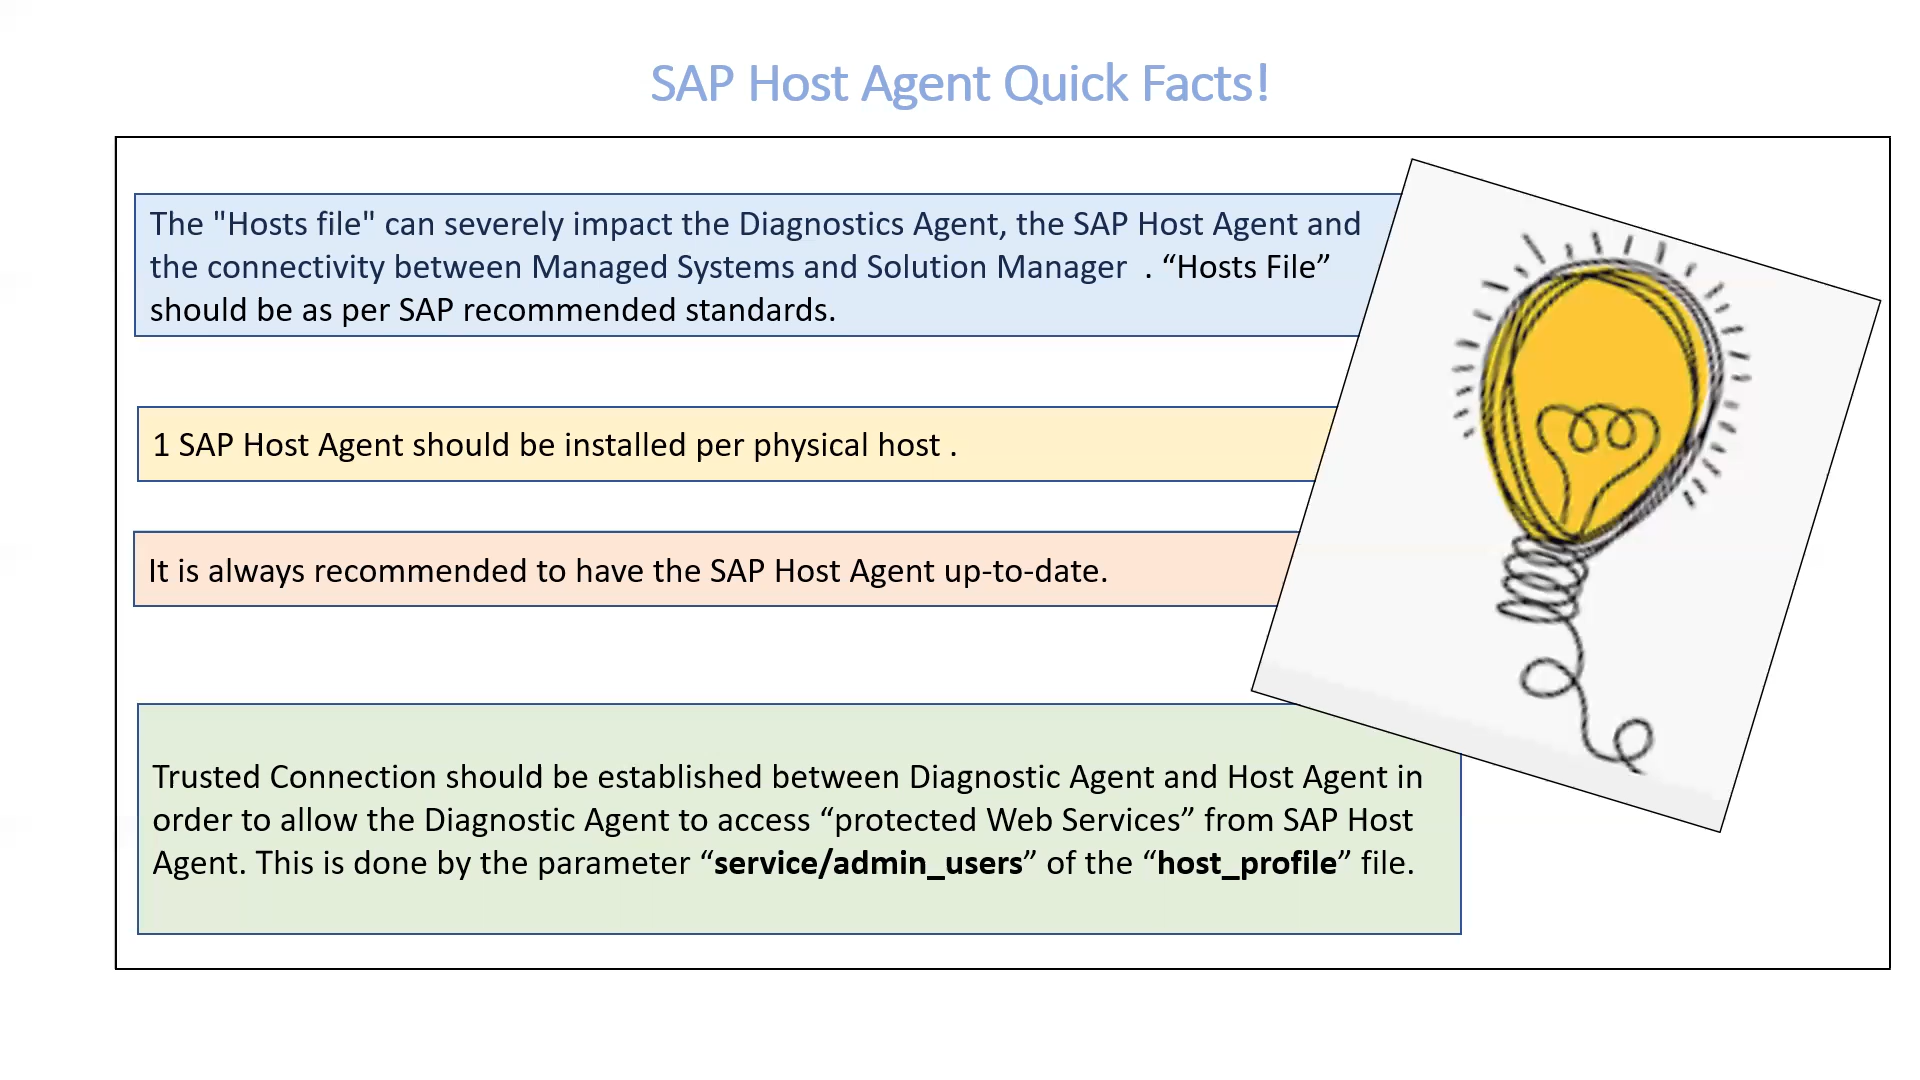 SAP Host Agent Quick Facts!
The "Hosts file" can severely impact the Diagnostics Agent, the SAP Host Agent and
the connectivity between Managed Systems and Solution Manager  . “Hosts File”
should be as per SAP recommended standards.
1 SAP Host Agent should be installed per physical host .
It is always recommended to have the SAP Host Agent up-to-date.
Trusted Connection should be established between Diagnostic Agent and Host Agent in
order to allow the Diagnostic Agent to access “protected Web Services” from SAP Host
Agent. This is done by the parameter “service/admin_users” of the “host_profile” file.